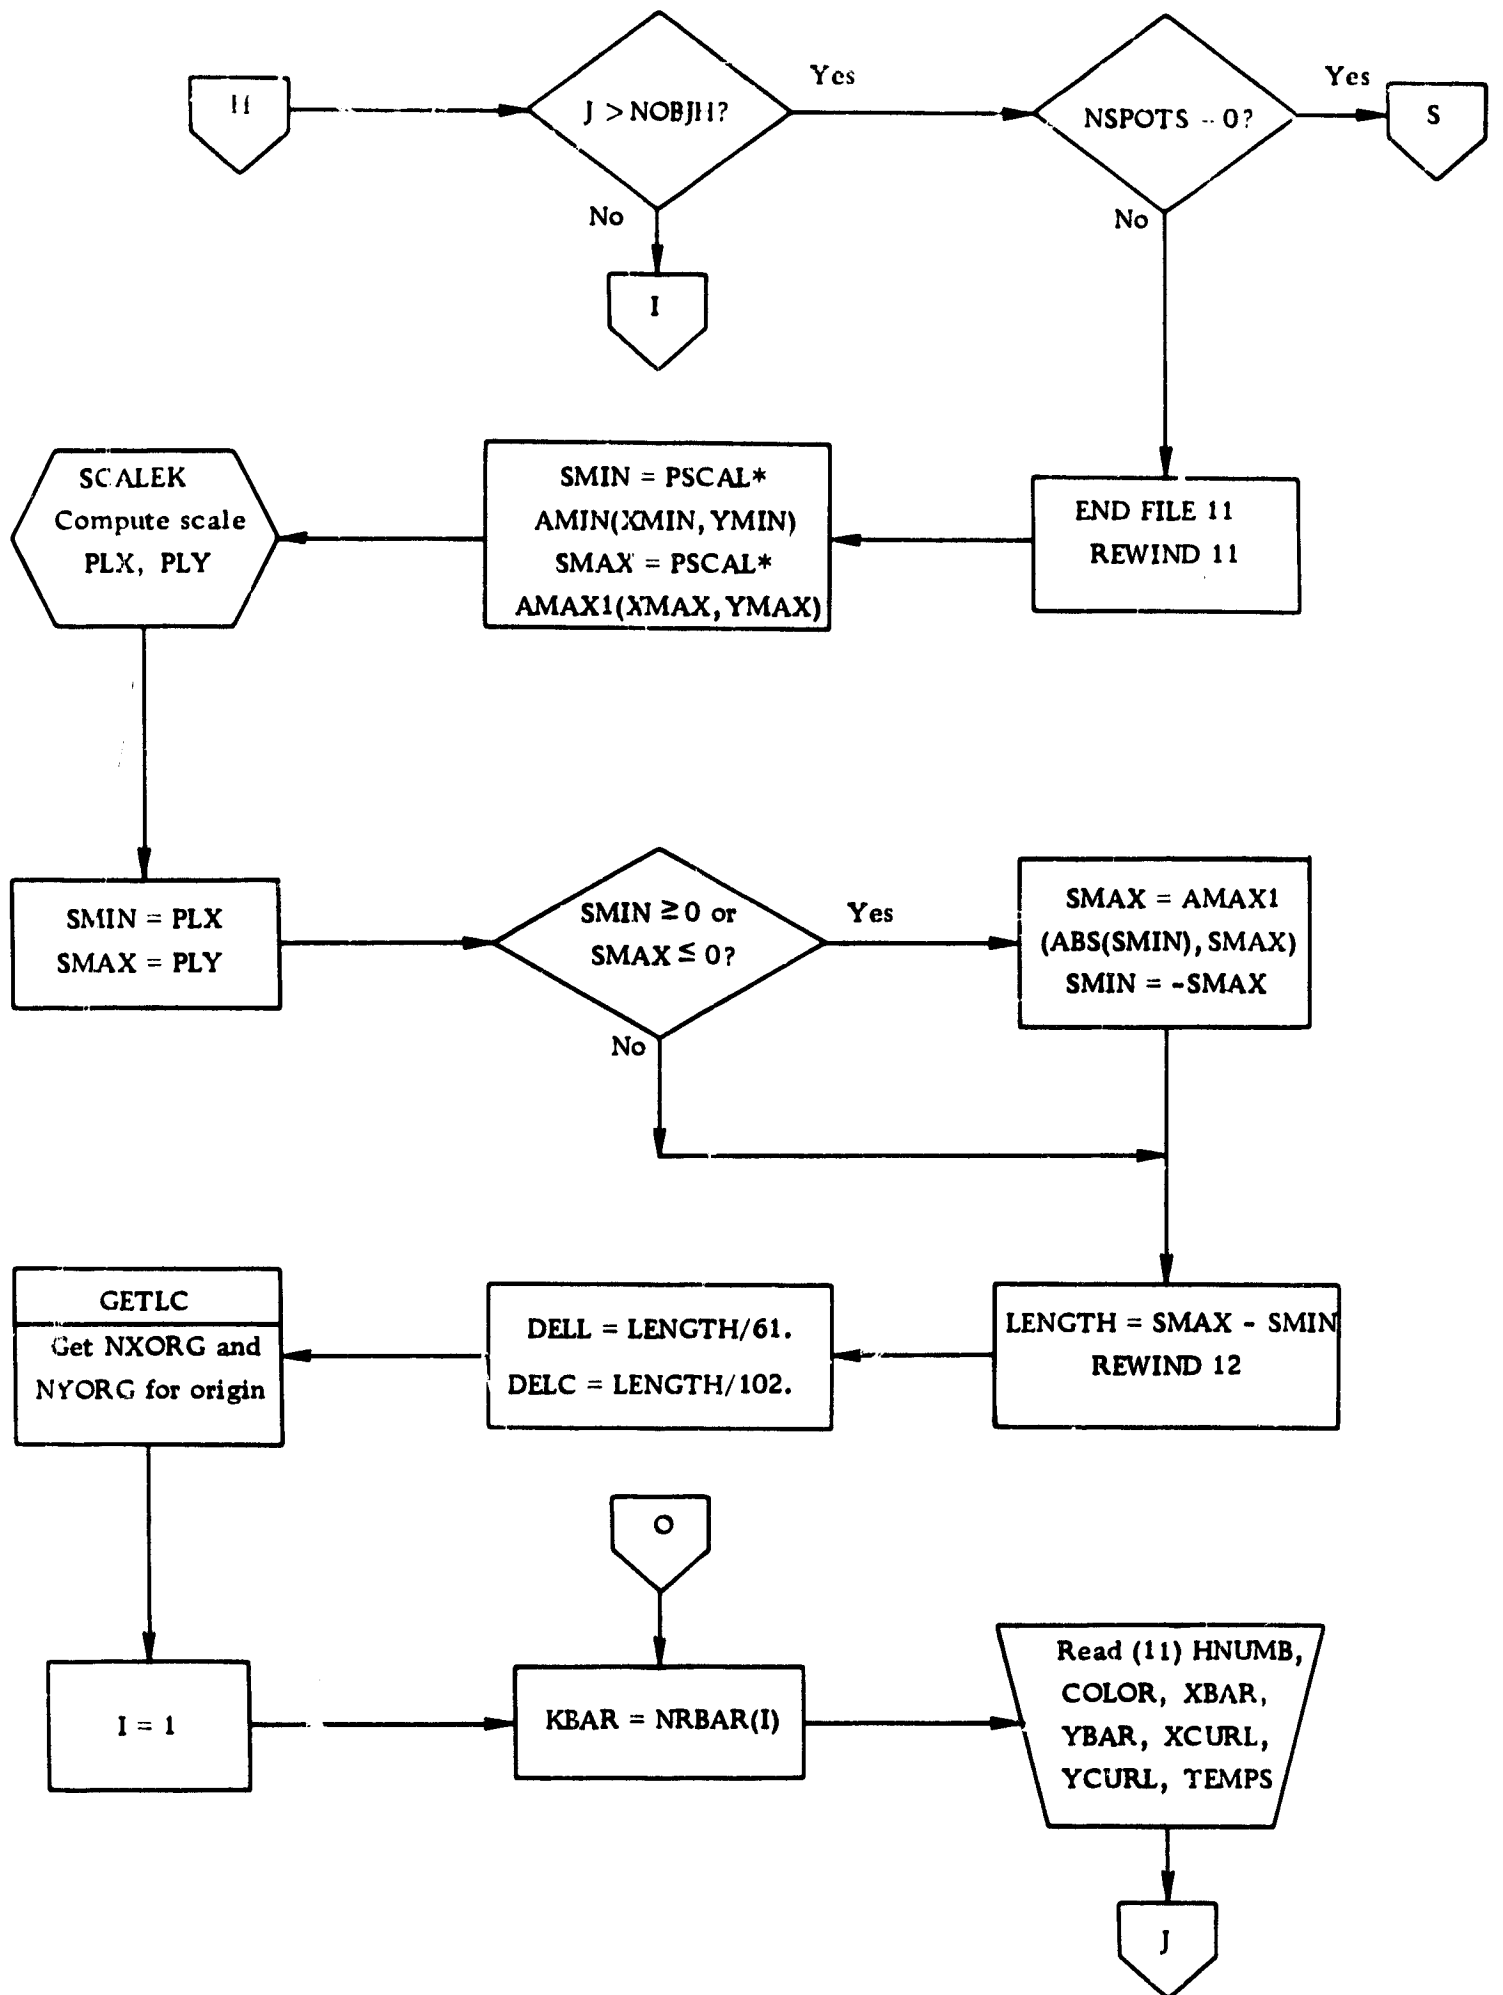 H
J > NOBJH?
Yes
NSPOTS = 0?
Yes
S
No
I
No
END FILE 11
REWIND 11
SMIN = PSCAL*
AMIN(XMIN, YMIN)
SMAX = PSCAL*
AMAX1(XMAX, YMAX)
SCALEK
Compute scale
PLX, PLY
SMIN = PLX
SMAX = PLY
SMIN ≥ 0 or
SMAX ≤ 0?
Yes
No
SMAX = AMAX1
(ABS(SMIN), SMAX)
SMIN = -SMAX
LENGTH = SMAX - SMIN
REWIND 12
DELL = LENGTH/61.
DELC = LENGTH/102.
GETLC
Get NXORG and
NYORG for origin
I = 1
O
KBAR = NRBAR(I)
Read (11) HNUMB,
COLOR, XBAR,
YBAR, XCURL,
YCURL, TEMPS
J